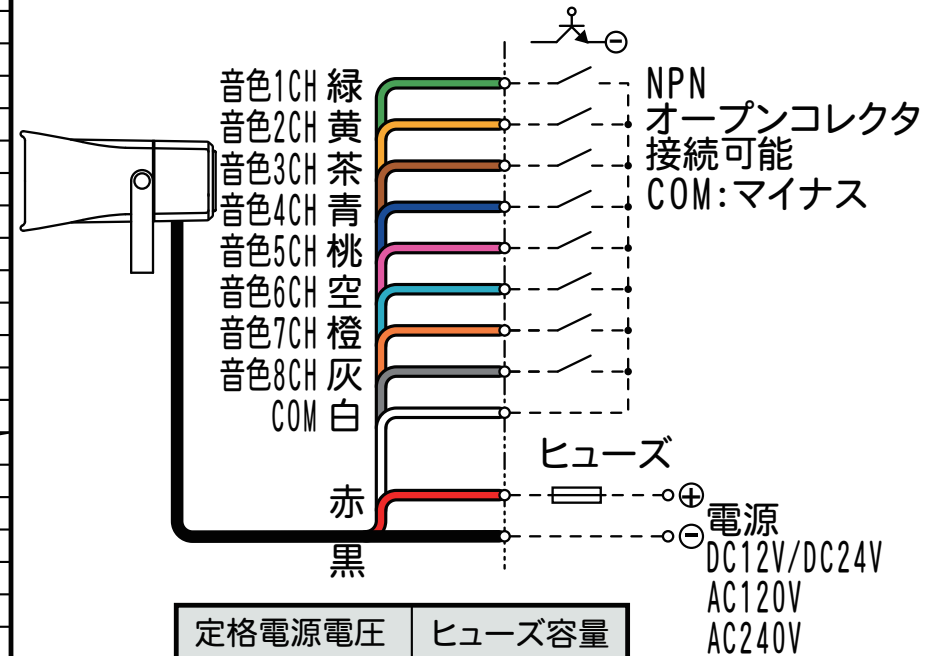 音色1CH 緑
音色2CH 黄
音色3CH 茶
音色4CH 青
音色5CH 桃
音色6CH 空
音色7CH 橙
音色8CH 灰
COM 白
赤
黒
NPN
オープンコレクタ
接続可能
COM:マイナス
ヒューズ
電源
DC12V/DC24V
AC120V
AC240V
定格電源電圧 ヒューズ容量